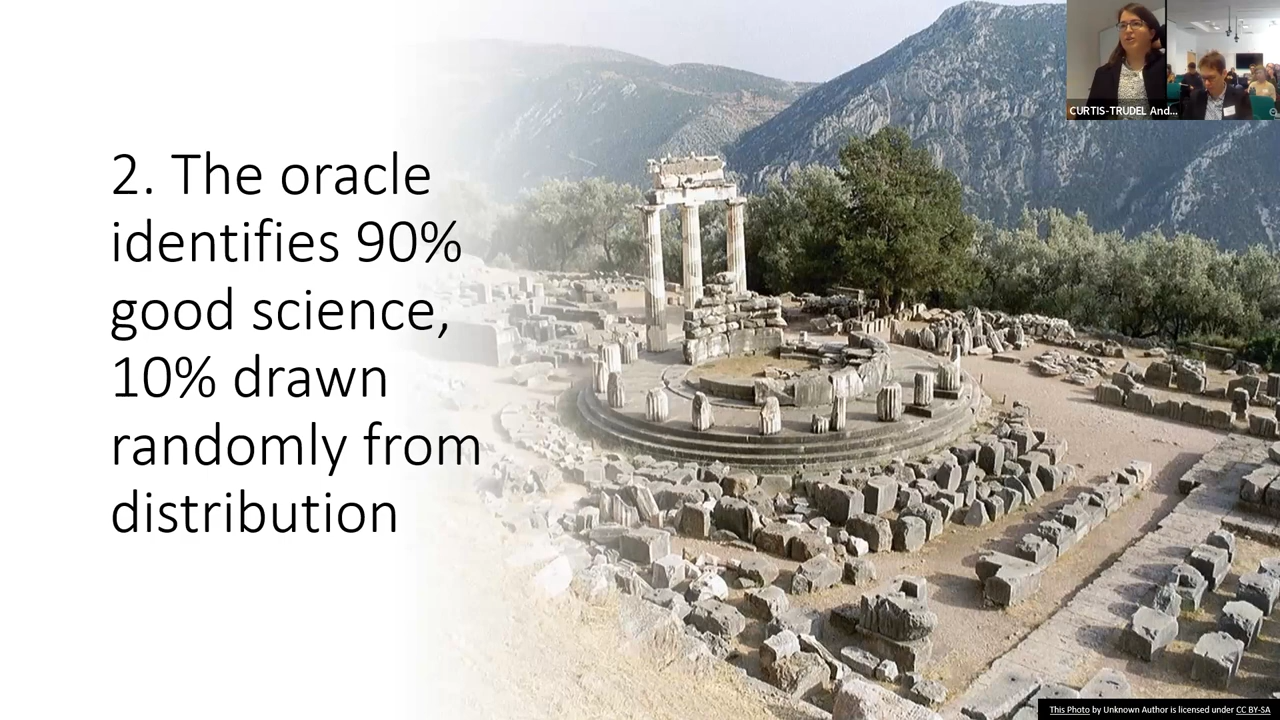 2. The oracle
identifies 90%
good science,
10% drawn
randomly from
distribution
CURTIS-TRUDEL And...
This Photo by Unknown Author is licensed under CC BY-SA